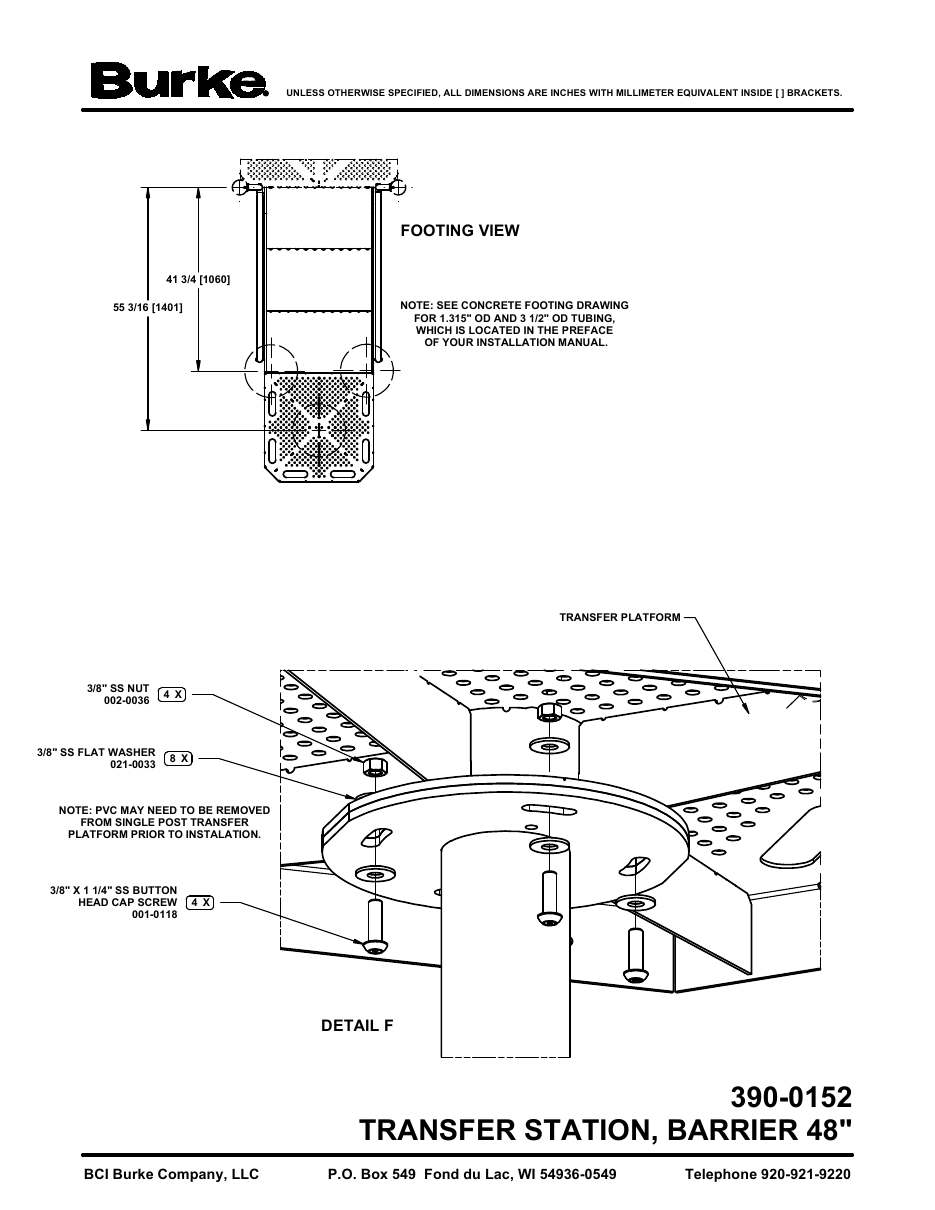 Burke.
UNLESS OTHERWISE SPECIFIED, ALL DIMENSIONS ARE INCHES WITH MILLIMETER EQUIVALENT INSIDE [ ] BRACKETS.
FOOTING VIEW
41 3/4 [1060]
55 3/16 [1401]
NOTE: SEE CONCRETE FOOTING DRAWING
FOR 1.315" OD AND 3 1/2" OD TUBING,
WHICH IS LOCATED IN THE PREFACE
OF YOUR INSTALLATION MANUAL.
TRANSFER PLATFORM
3/8" SS NUT
002-0036
4 X
3/8" SS FLAT WASHER
021-0033
8 X
NOTE: PVC MAY NEED TO BE REMOVED
FROM SINGLE POST TRANSFER
PLATFORM PRIOR TO INSTALATION.
3/8" X 1 1/4" SS BUTTON
HEAD CAP SCREW
001-0118
4 X
DETAIL F
390-0152
TRANSFER STATION, BARRIER 48"
BCI Burke Company, LLC
P.O. Box 549 Fond du Lac, WI 54936-0549
Telephone 920-921-9220